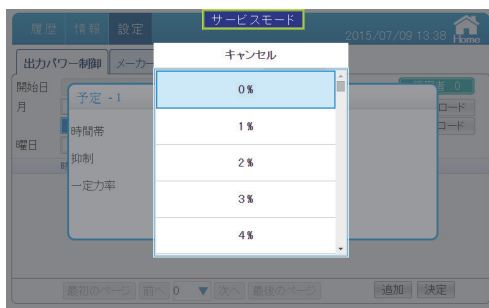 履歴 情報 設定 サービスモード 2015/07/09 13:38 Home
出力パワー制御 メーカー
開始日
月
曜日
予定 - 1
時間帯
抑制
一定力率
キャンセル
0 %
1 %
2 %
3 %
4 %
ロード
コード
最初のページ 前へ 0 ▼ 次へ 最後のページ 追加 決定